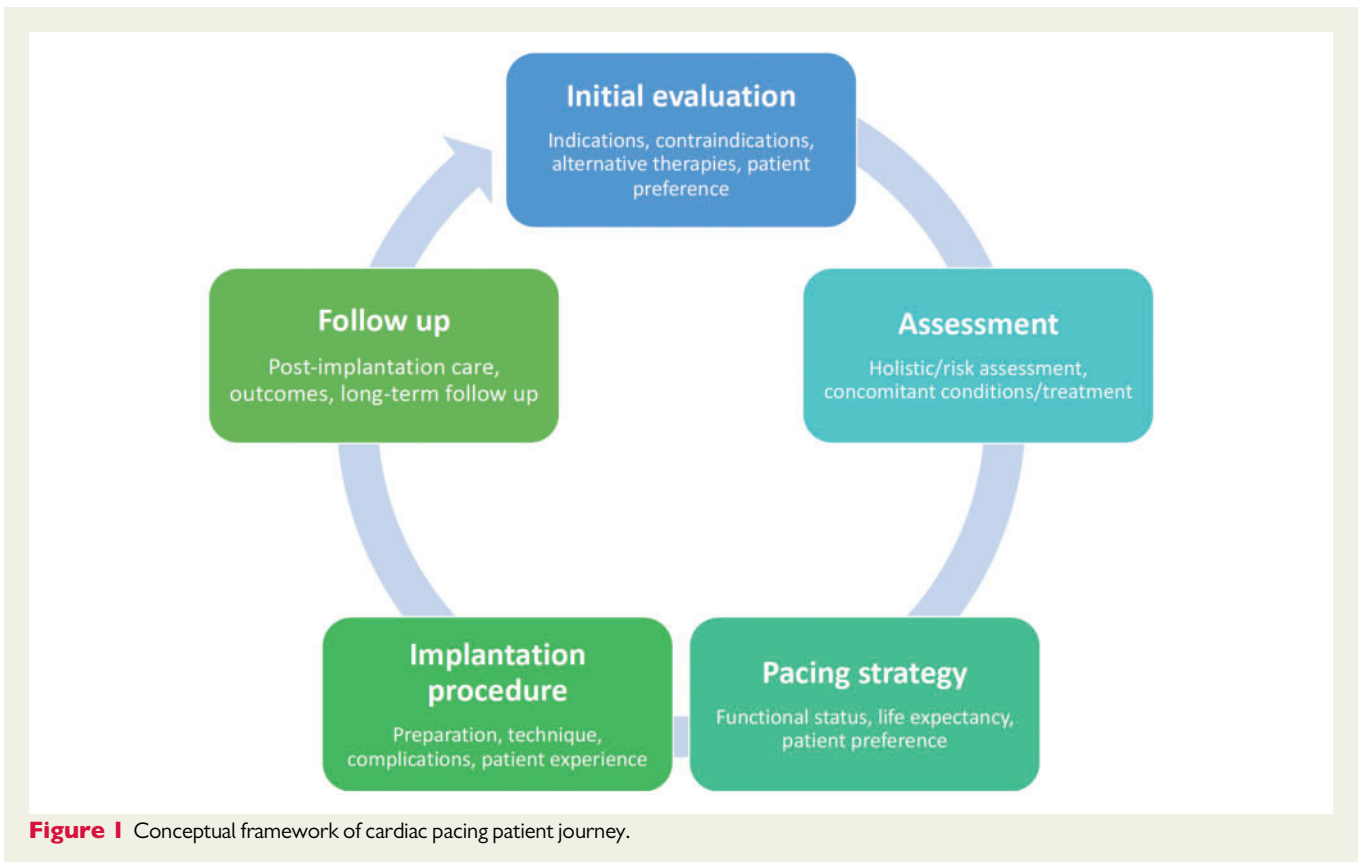 Initial evaluation
Indications, contraindications,
alternative therapies, patient
preference
Assessment
Holistic/risk assessment,
concomitant conditions/treatment
Pacing strategy
Functional status, life expectancy,
patient preference
Implantation
procedure
Preparation, technique,
complications, patient experience
Follow up
Post-implantation care,
outcomes, long-term follow up
Figure 1 Conceptual framework of cardiac pacing patient journey.